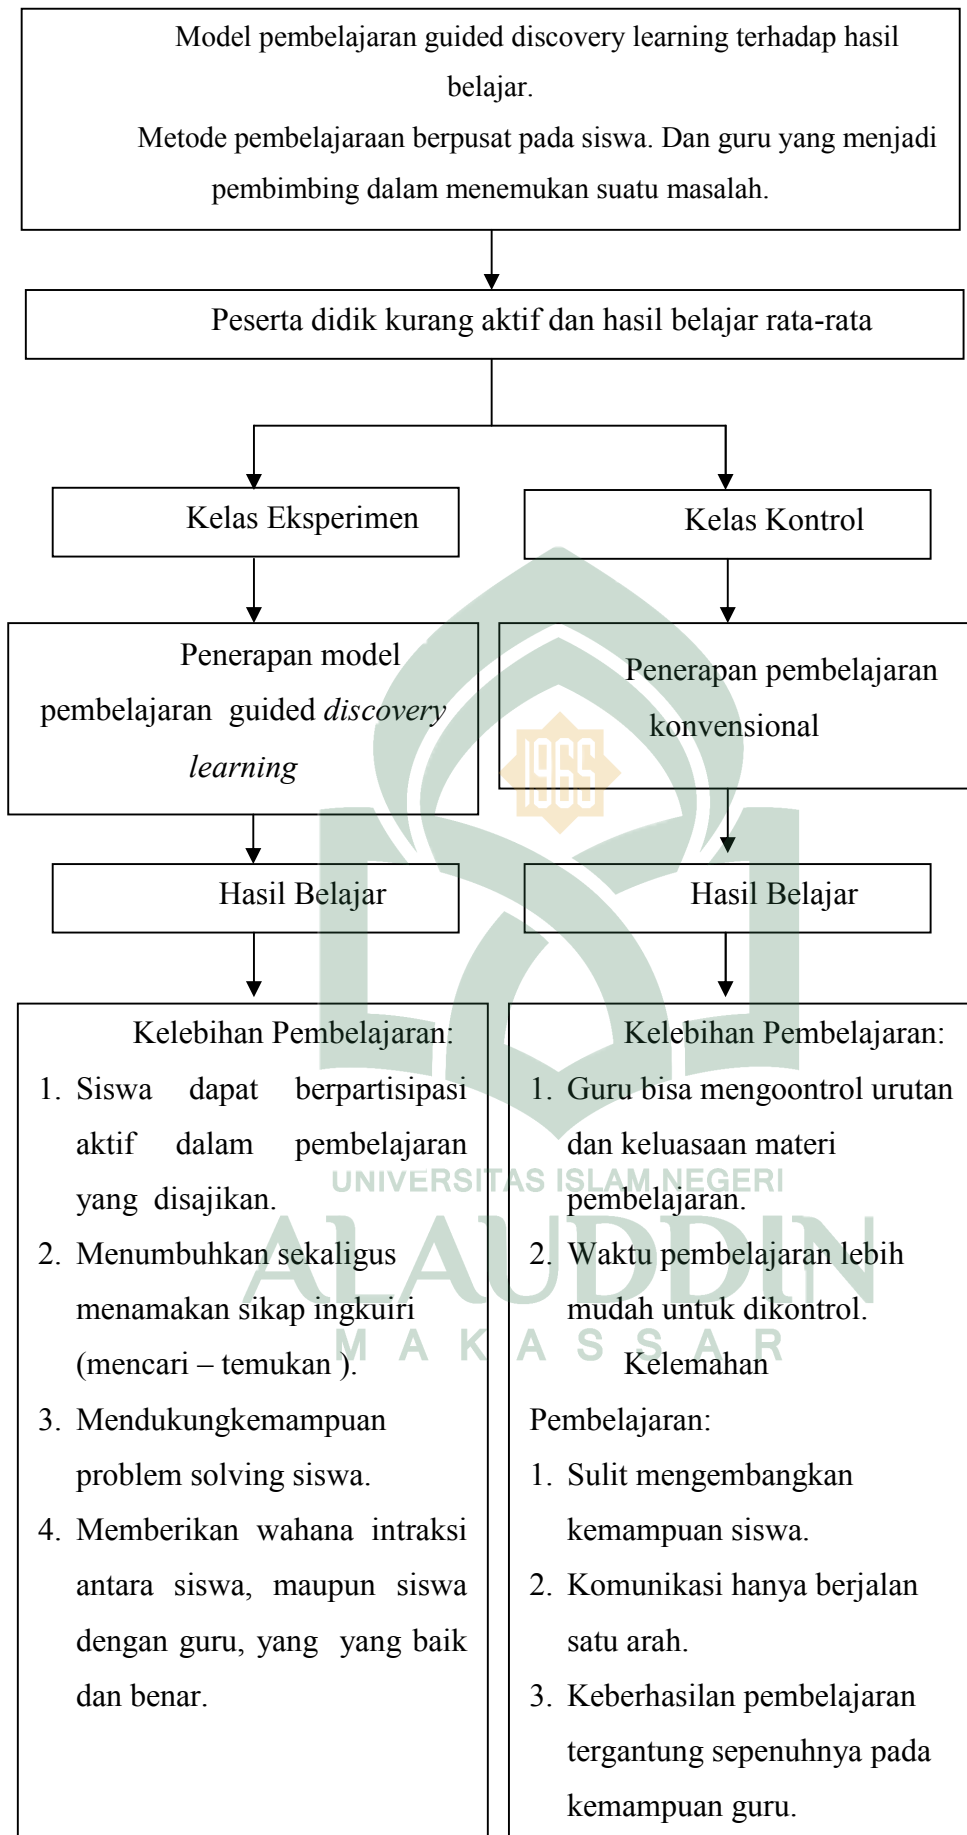 Model pembelajaran guided discovery learning terhadap hasil
belajar.
Metode pembelajaraan berpusat pada siswa. Dan guru yang menjadi
pembimbing dalam menemukan suatu masalah.
Peserta didik kurang aktif dan hasil belajar rata-rata
Kelas Eksperimen
Kelas Kontrol
Penerapan model
pembelajaran guided discovery
learning
Penerapan pembelajaran
konvensional
1965
Hasil Belajar
Hasil Belajar
Kelebihan Pembelajaran:
1. Siswa dapat berpartisipasi
aktif dalam pembelajaran
yang disajikan.
2. Menumbuhkan sekaligus
menamakan sikap ingkuiri
(mencari – temukan ).
3. Mendukungkemampuan
problem solving siswa.
4. Memberikan wahana intraksi
antara siswa, maupun siswa
dengan guru, yang yang baik
dan benar.
Kelebihan Pembelajaran:
1. Guru bisa mengoontrol urutan
dan keluasaan materi
pembelajaran.
2. Waktu pembelajaran lebih
mudah untuk dikontrol.
Kelemahan
Pembelajaran:
1. Sulit mengembangkan
kemampuan siswa.
2. Komunikasi hanya berjalan
satu arah.
3. Keberhasilan pembelajaran
tergantung sepenuhnya pada
kemampuan guru.
UNIVERSITAS ISLAM NEGERI
ALAUDDIN
MAKASSAR